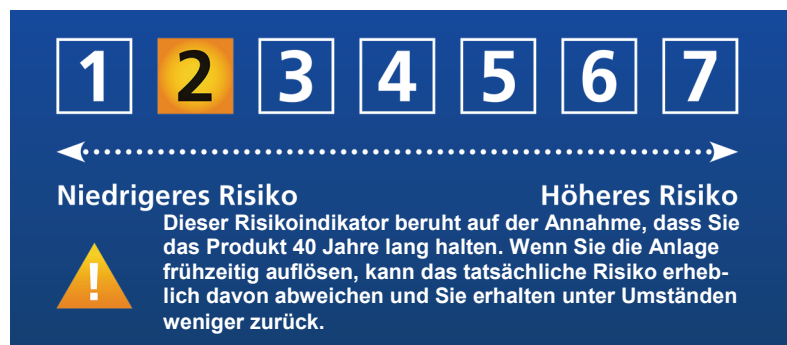 1 2 3 4 5 6 7
Niedrigeres Risiko Höheres Risiko
Dieser Risikoindikator beruht auf der Annahme, dass Sie
das Produkt 40 Jahre lang halten. Wenn Sie die Anlage
frühzeitig auflösen, kann das tatsächliche Risiko erheb-
lich davon abweichen und Sie erhalten unter Umständen
weniger zurück.